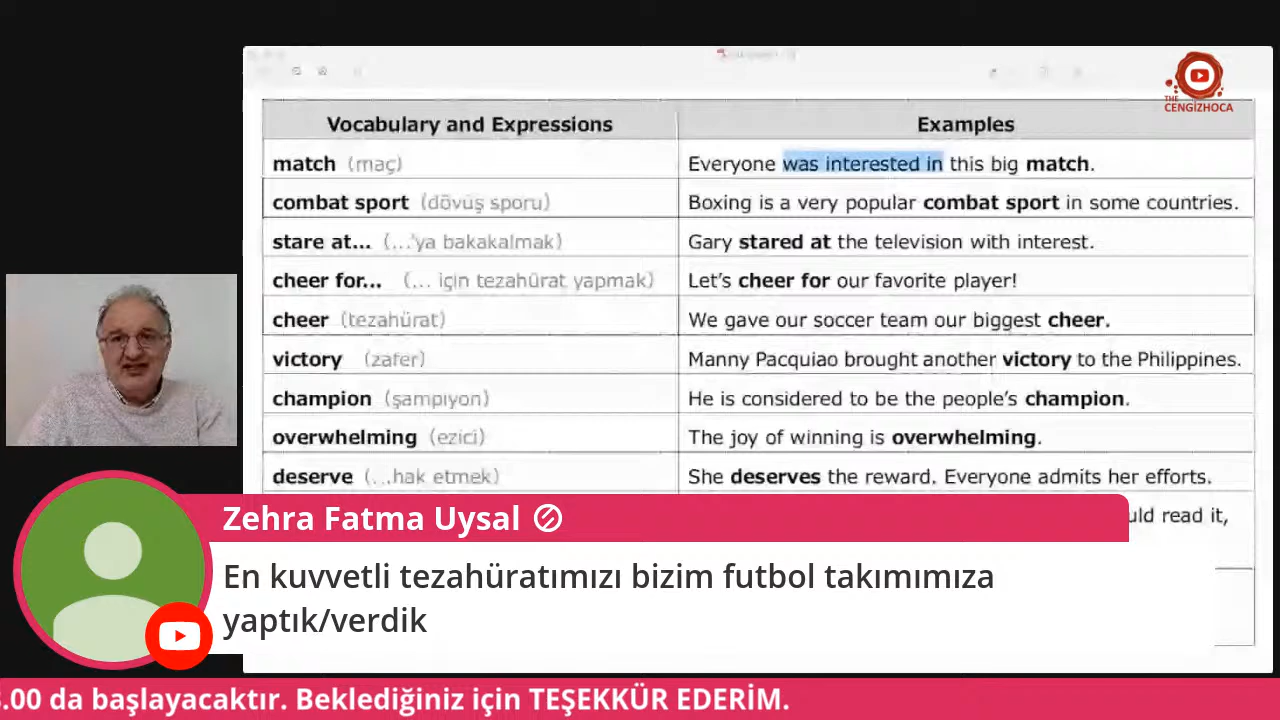 THE
CENGİZHOCA
Vocabulary and Expressions Examples
match (maç) Everyone was interested in this big match.
combat sport (dövüş sporu) Boxing is a very popular combat sport in some countries.
stare at... (...'ya bakakalmak) Gary stared at the television with interest.
cheer for... (... için tezahürat yapmak) Let's cheer for our favorite player!
cheer (tezahürat) We gave our soccer team our biggest cheer.
victory (zafer) Manny Pacquiao brought another victory to the Philippines.
champion (şampiyon) He is considered to be the people's champion.
overwhelming (ezici) The joy of winning is overwhelming.
deserve (...hak etmek) She deserves the reward. Everyone admits her efforts.
read it,
Zehra Fatma Uysal
En kuvvetli tezahüratımızı bizim futbol takımımıza
yaptık/verdik
.00 da başlayacaktır. Beklediğiniz için TEŞEKKÜR EDERİM.